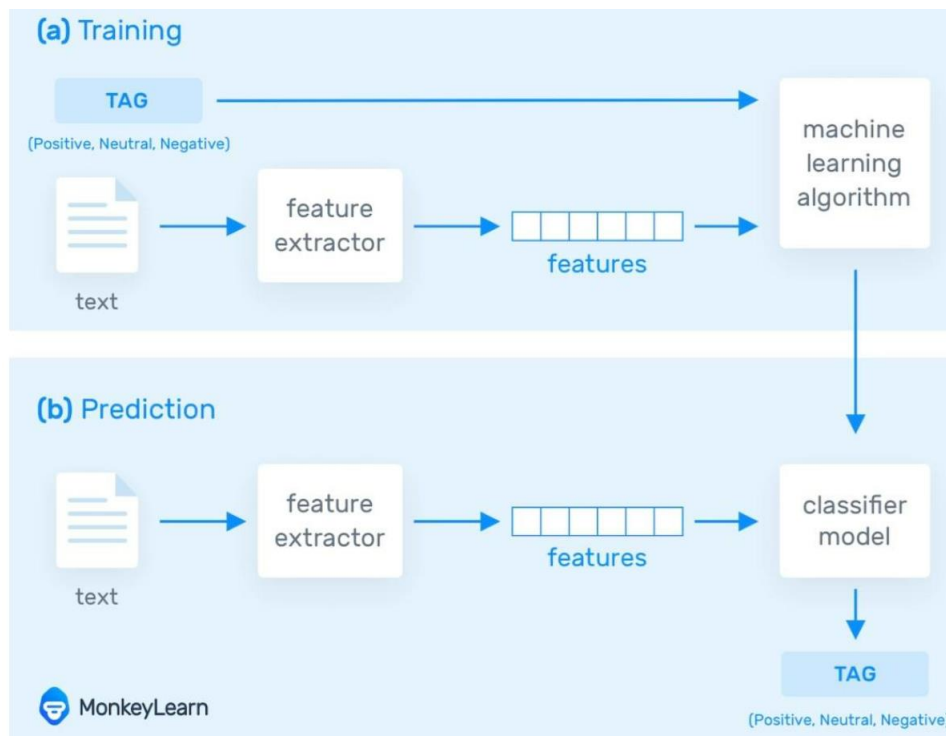 (a) Training
TAG
(Positive, Neutral, Negative)
text
feature
extractor
features
machine
learning
algorithm
(b) Prediction
text
feature
extractor
features
classifier
model
TAG
(Positive, Neutral, Negative)
MonkeyLearn